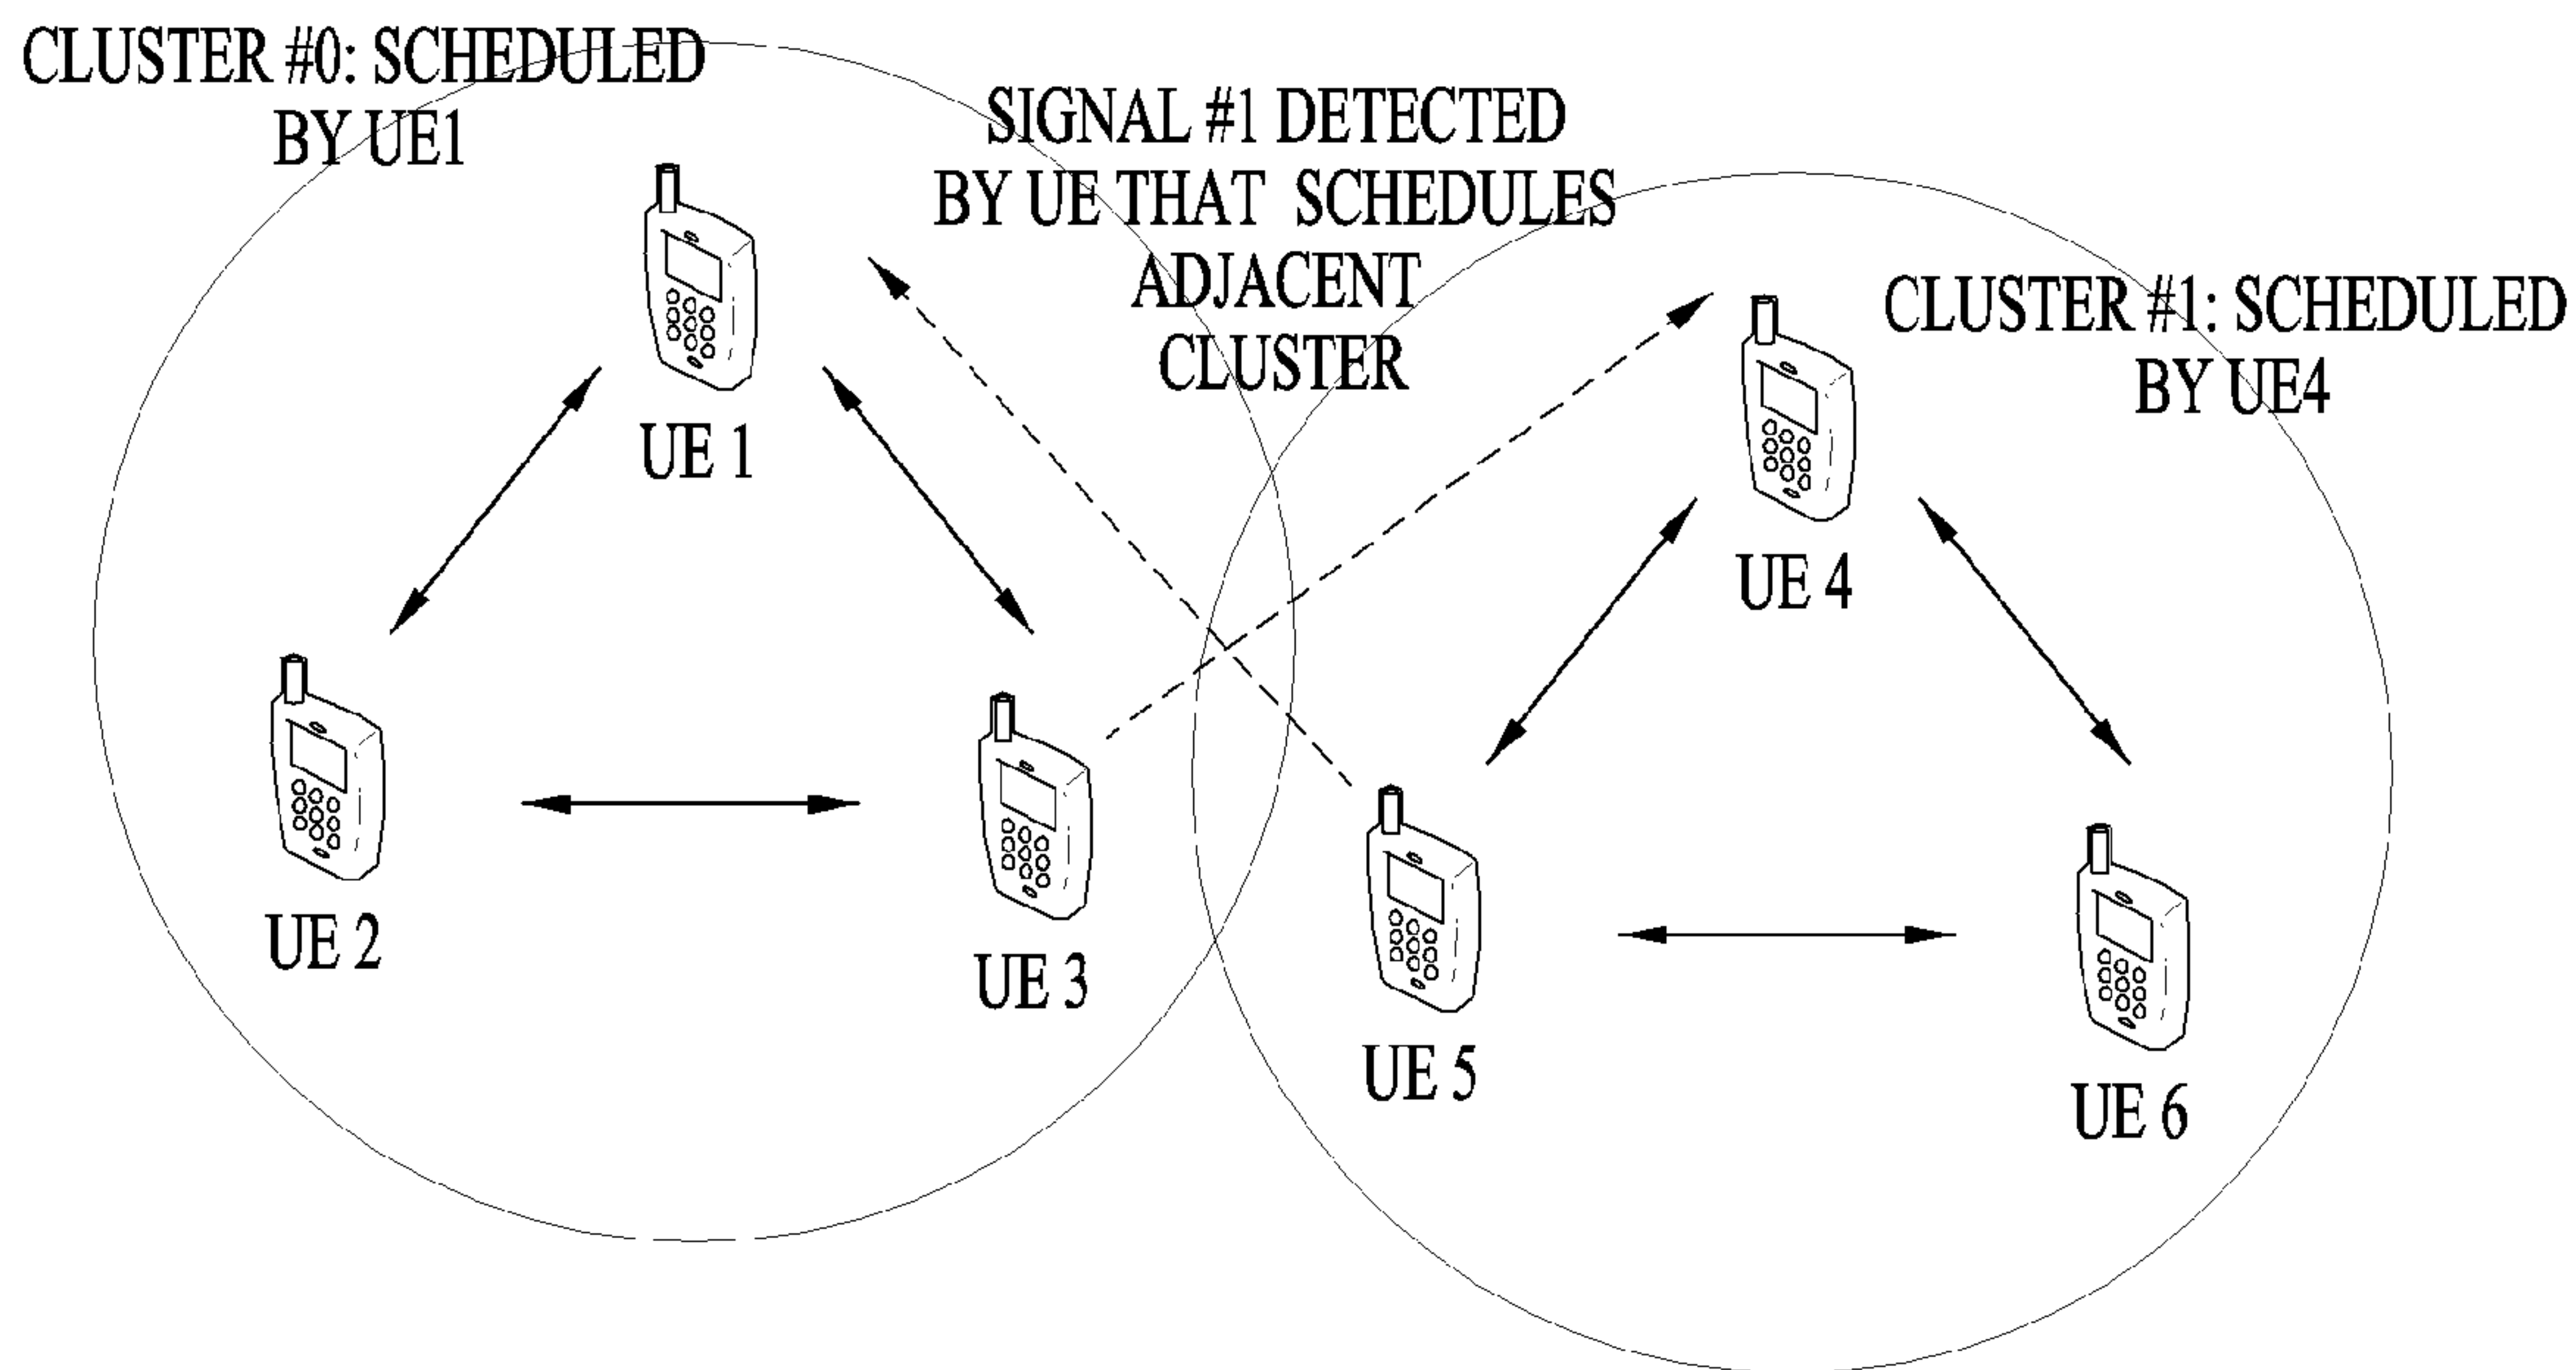 CLUSTER #0: SCHEDULED
BY UE1
SIGNAL #1 DETECTED
BY UE THAT SCHEDULES
ADJACENT
CLUSTER
CLUSTER #1: SCHEDULED
BY UE4
UE 1
UE 4
UE 2
UE 3
UE 5
UE 6